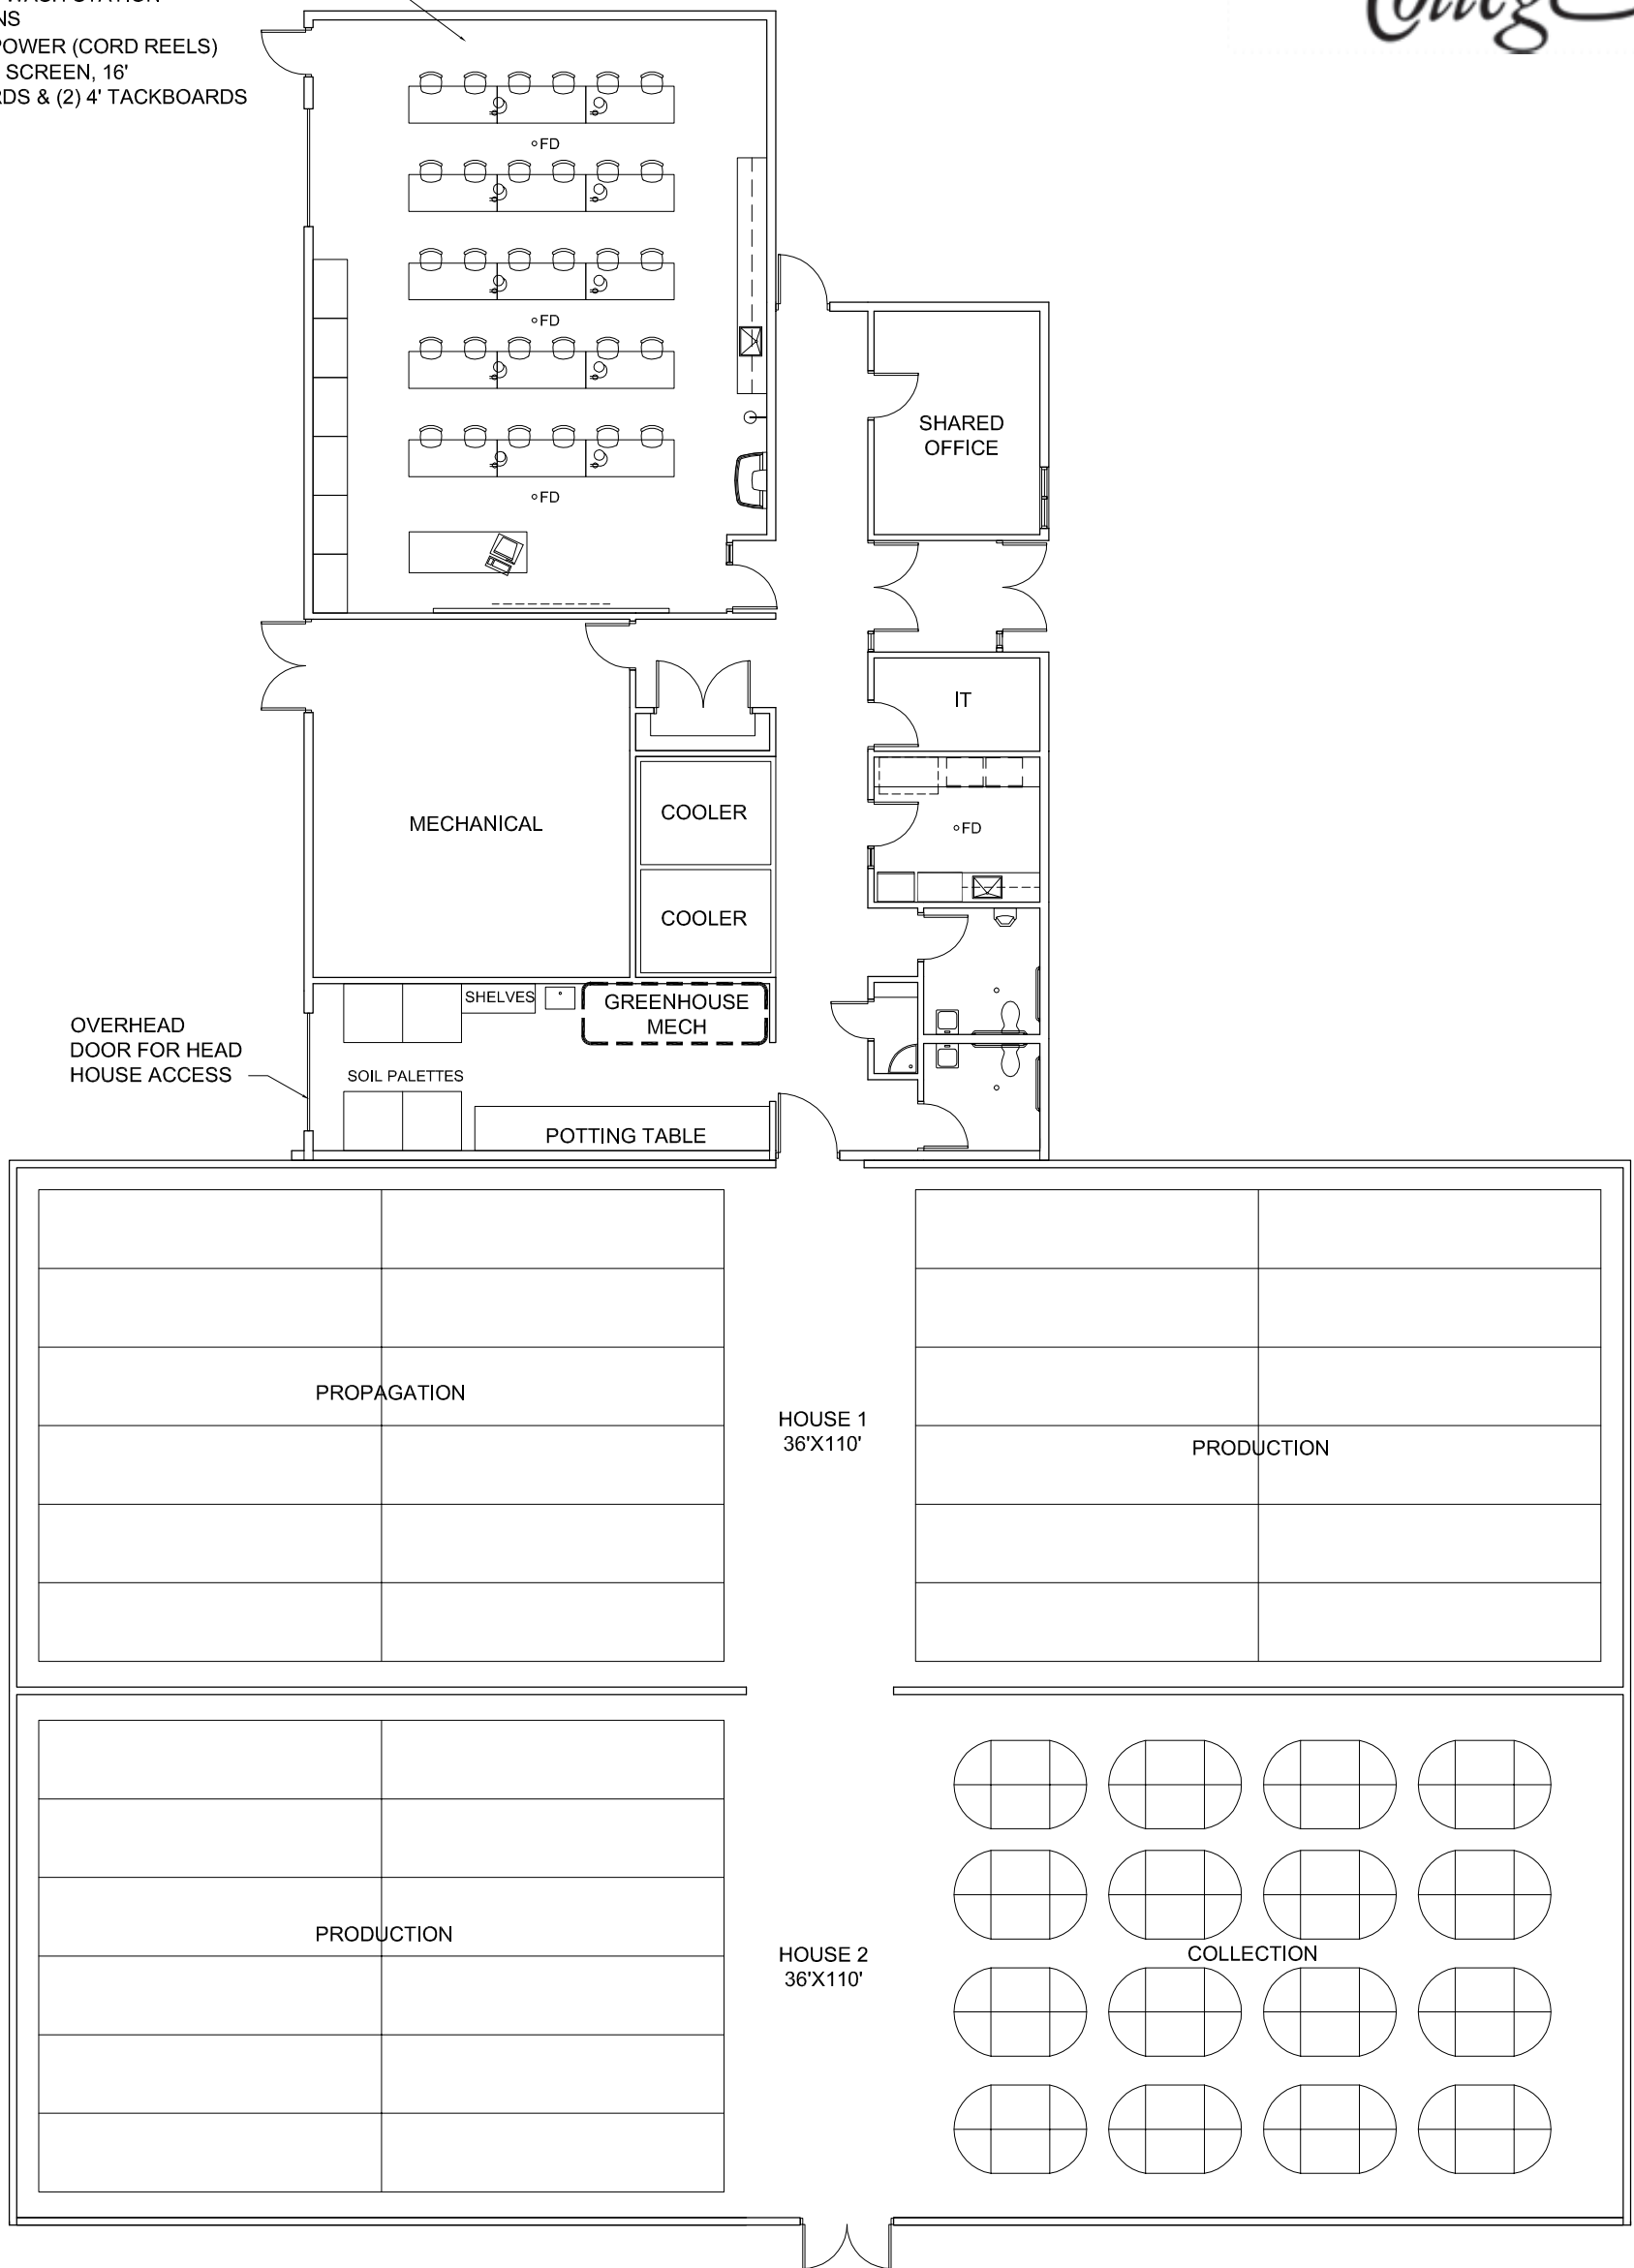 WASH STATION
POWER (CORD REELS)
SCREEN, 16'
& (2) 4' TACKBOARDS
FD
FD
FD
SHARED
OFFICE
IT
MECHANICAL
COOLER
FD
COOLER
SHELVES
GREENHOUSE
MECH
OVERHEAD
DOOR FOR HEAD
HOUSE ACCESS
SOIL PALETTES
POTTING TABLE
PROPAGATION
HOUSE 1
36'X110'
PRODUCTION
PRODUCTION
HOUSE 2
36'X110'
COLLECTION